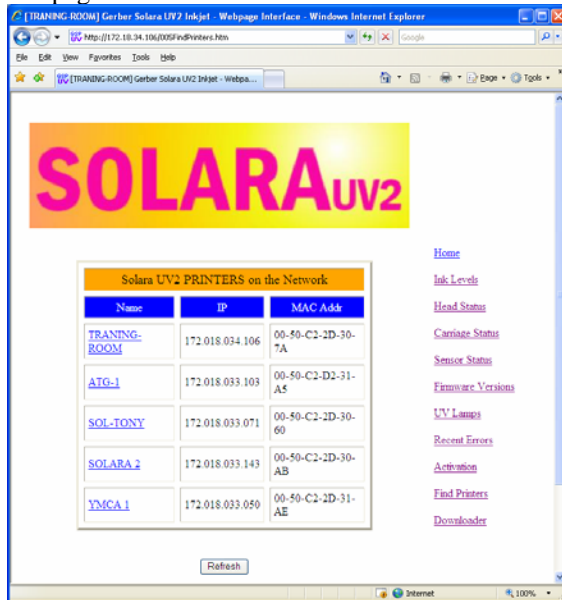 [TRANING-ROOM] Gerber Solara UV2 Inkjet - Webpage Interface - Windows Internet Explorer
http://172.18.34.106/005FindPrinters.htm
Google
File Edit View Favorites Tools Help
[TRANING-ROOM] Gerber Solara UV2 Inkjet - Webpa...
Page Tools
SOLARAUV2
Solara UV2 PRINTERS on the Network
Name IP MAC Addr
TRANING-
ROOM 172.018.034.106 00-50-C2-2D-30-
7A
ATG-1 172.018.033.103 00-50-C2-D2-31-
A5
SOL-TONY 172.018.033.071 00-50-C2-2D-30-
60
SOLARA 2 172.018.033.143 00-50-C2-2D-30-
AB
YMCA 1 172.018.033.050 00-50-C2-2D-31-
AE
Refresh
Home
Ink Levels
Head Status
Carriage Status
Sensor Status
Firmware Versions
UV Lamps
Recent Errors
Activation
Find Printers
Downloader
Internet 100%